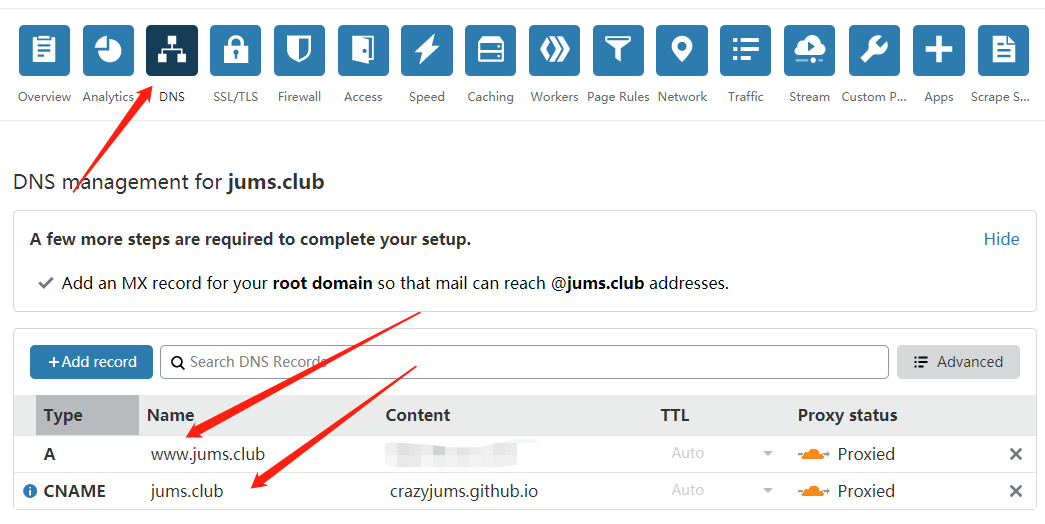 Overview Analytics DNS SSL/TLS Firewall Access Speed Caching Workers Page Rules Network Traffic Stream Custom P... Apps Scrape S...
DNS management for jums.club
A few more steps are required to complete your setup. Hide
Add an MX record for your root domain so that mail can reach @jums.club addresses.
+Add record Search DNS Records Advanced
Type Name Content TTL Proxy status
A www.jums.club Auto Proxied
CNAME jums.club crazyjums.github.io Auto Proxied